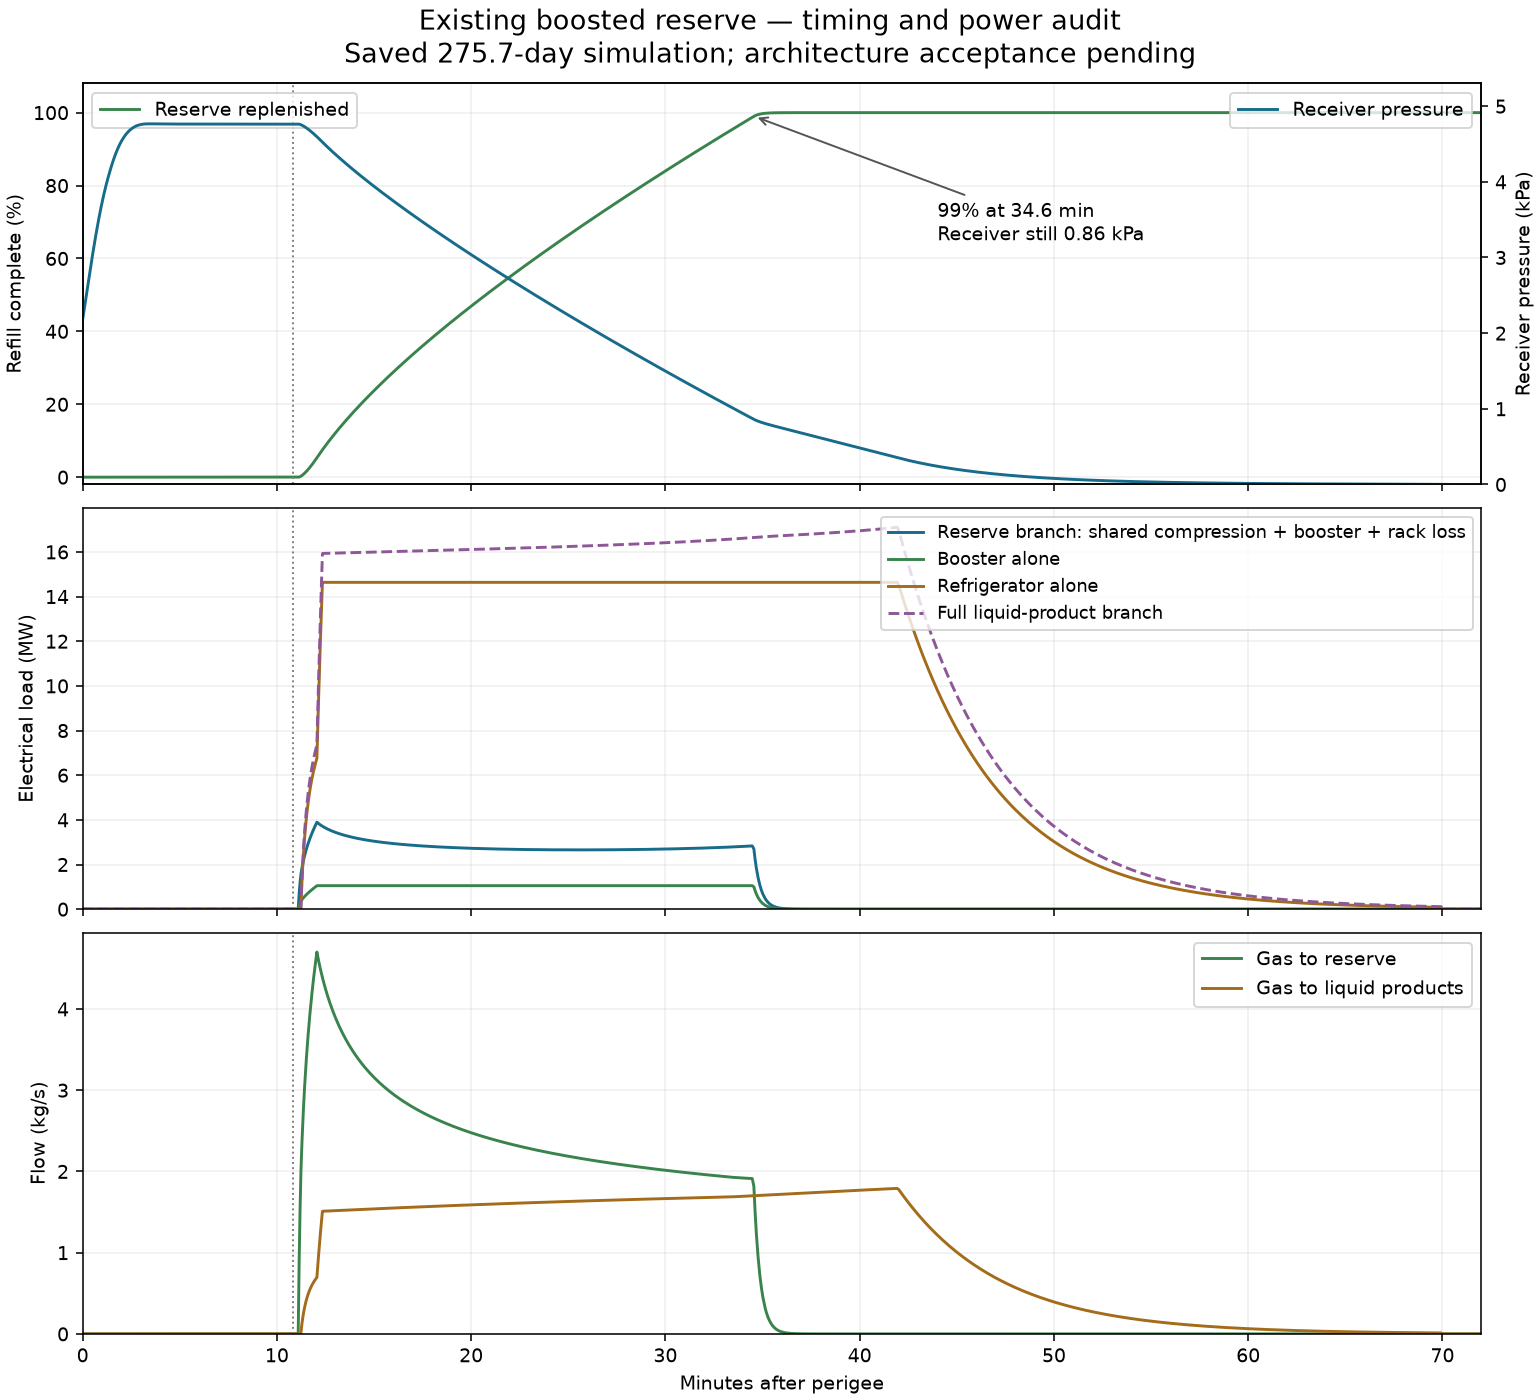 Existing boosted reserve — timing and power audit
Saved 275.7-day simulation; architecture acceptance pending
Reserve replenished
Receiver pressure
100
80
60
40
20
0
Refill complete (%)
5
4
3
2
1
0
Receiver pressure (kPa)
99% at 34.6 min
Receiver still 0.86 kPa
Reserve branch: shared compression + booster + rack loss
Booster alone
Refrigerator alone
Full liquid-product branch
16
14
12
10
8
6
4
2
0
Electrical load (MW)
Gas to reserve
Gas to liquid products
4
3
2
1
0
Flow (kg/s)
0 10 20 30 40 50 60 70
Minutes after perigee